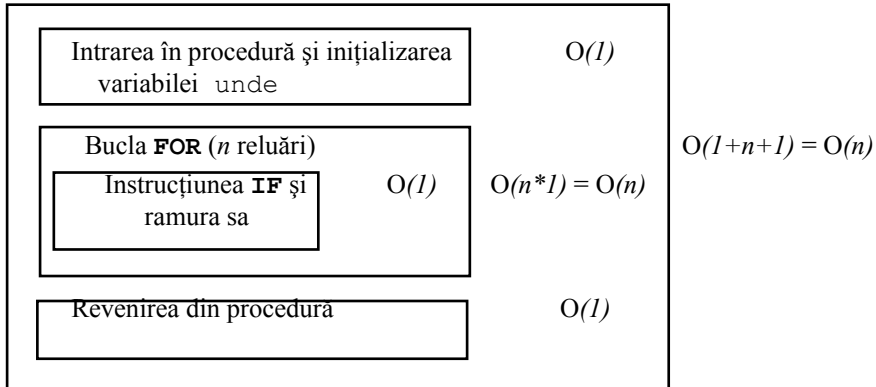 Intrarea în procedură şi iniţializarea O(1)
variabilei unde
Bucla FOR (n reluări) O(1+n+1) = O(n)
Instrucţiunea IF şi O(1) O(n*1) = O(n)
ramura sa
Revenirea din procedură O(1)